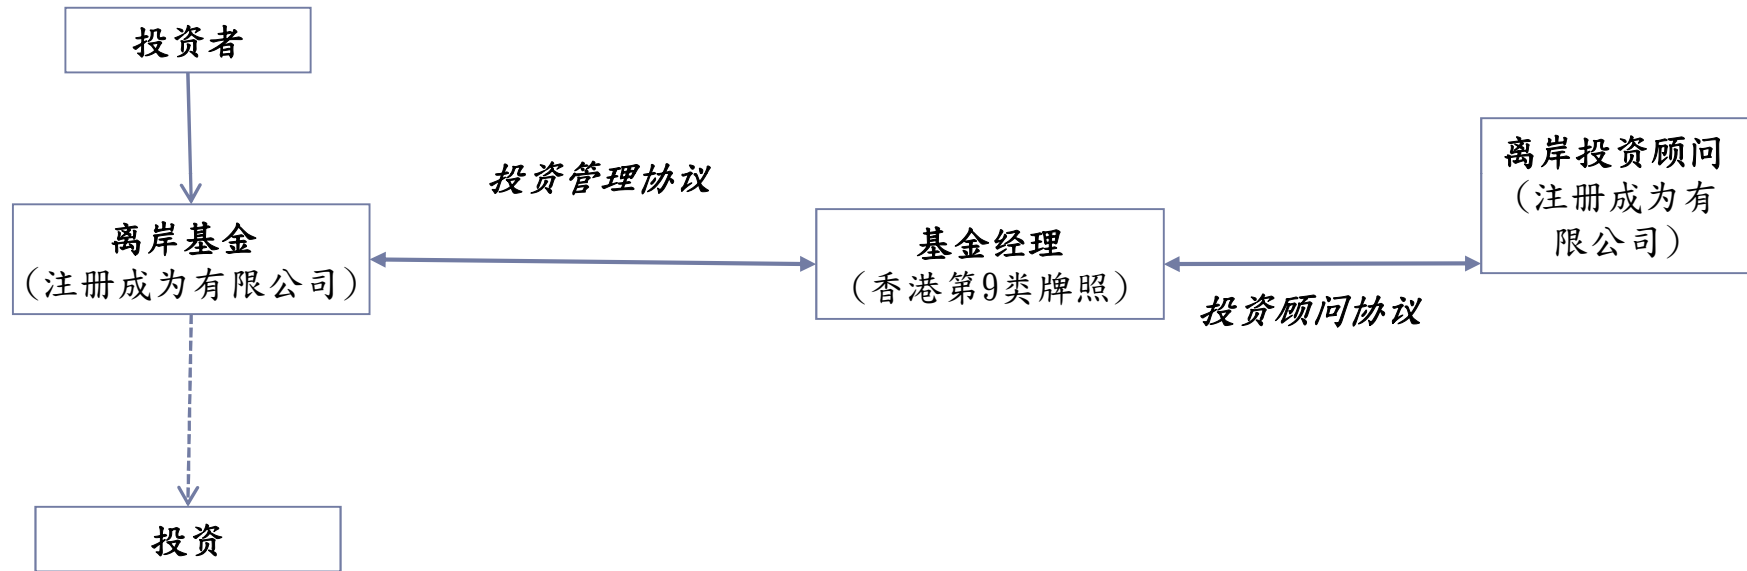 投资者
离岸投资顾问
（注册成为有
限公司）
投资管理协议
离岸基金
（注册成为有限公司）
基金经理
（香港第9类牌照）
投资顾问协议
投资